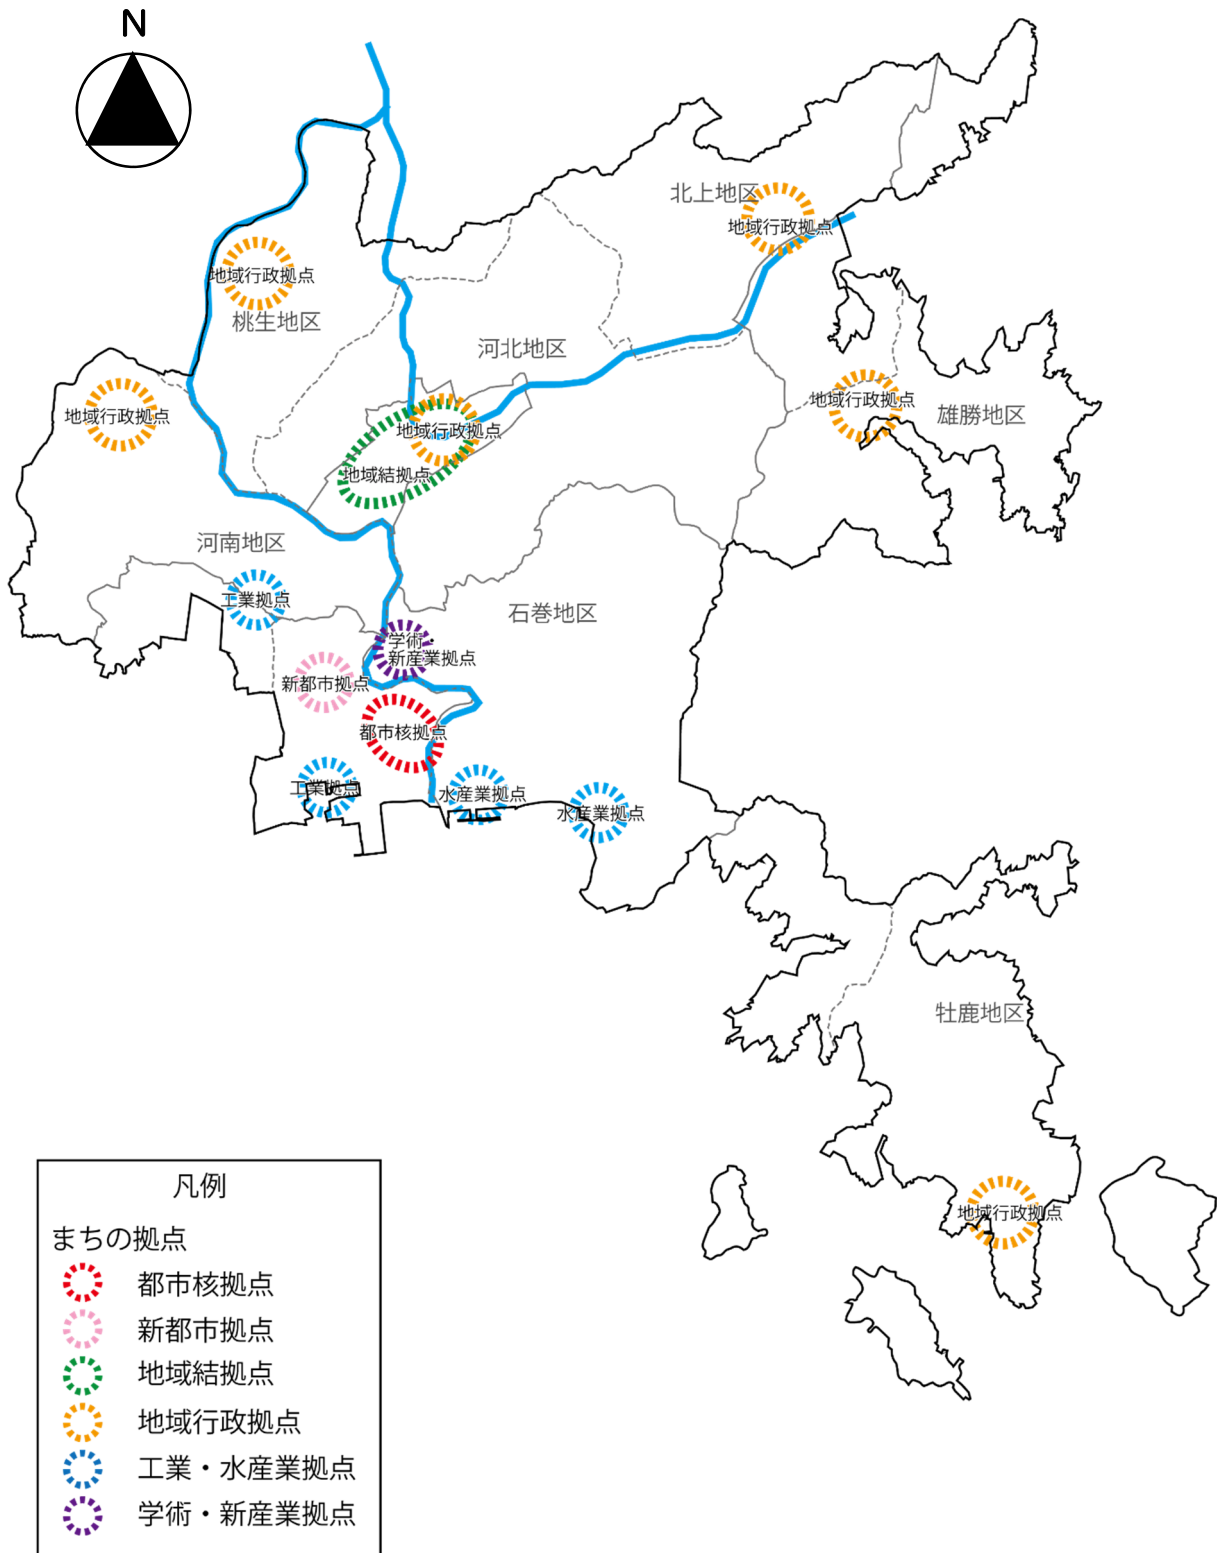 N
北上地区
地域行政拠点
地域行政拠点
桃生地区
河北地区
地域行政拠点
地域行政拠点
雄勝地区
地域行政拠点
地域結拠点
河南地区
工業拠点
石巻地区
学術・
新産業拠点
新都市拠点
都市核拠点
工業拠点
水産業拠点
水産業拠点
牡鹿地区
地域行政拠点
凡例
まちの拠点
都市核拠点
新都市拠点
地域結拠点
地域行政拠点
工業・水産業拠点
学術・新産業拠点